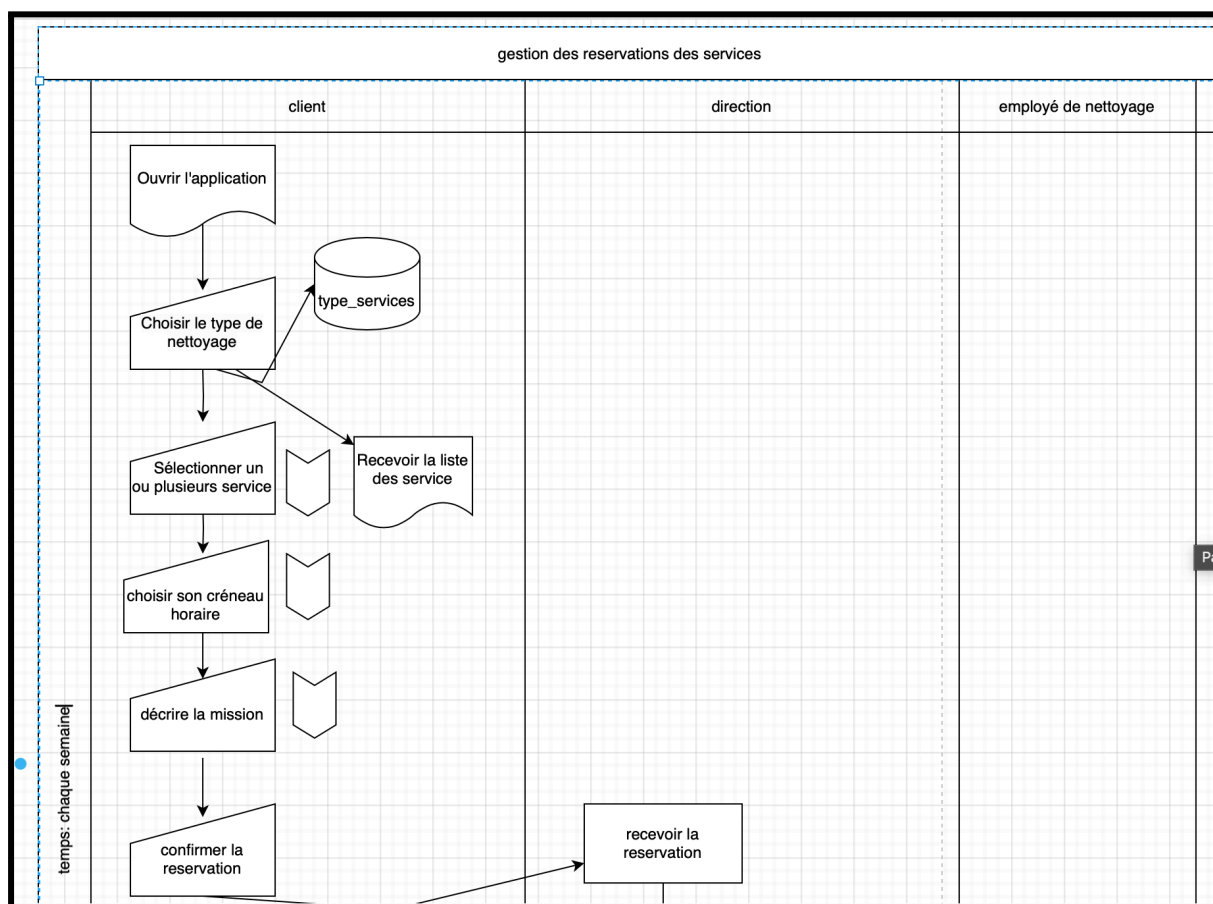 gestion des reservations des services
client
direction
employé de nettoyage
Ouvrir l'application
type_services
Choisir le type de
nettoyage
Recevoir la liste
des service
Sélectionner un
ou plusieurs service
choisir son créneau
horaire
décrire la mission
temps: chaque semaine
recevoir la
reservation
confirmer la
reservation